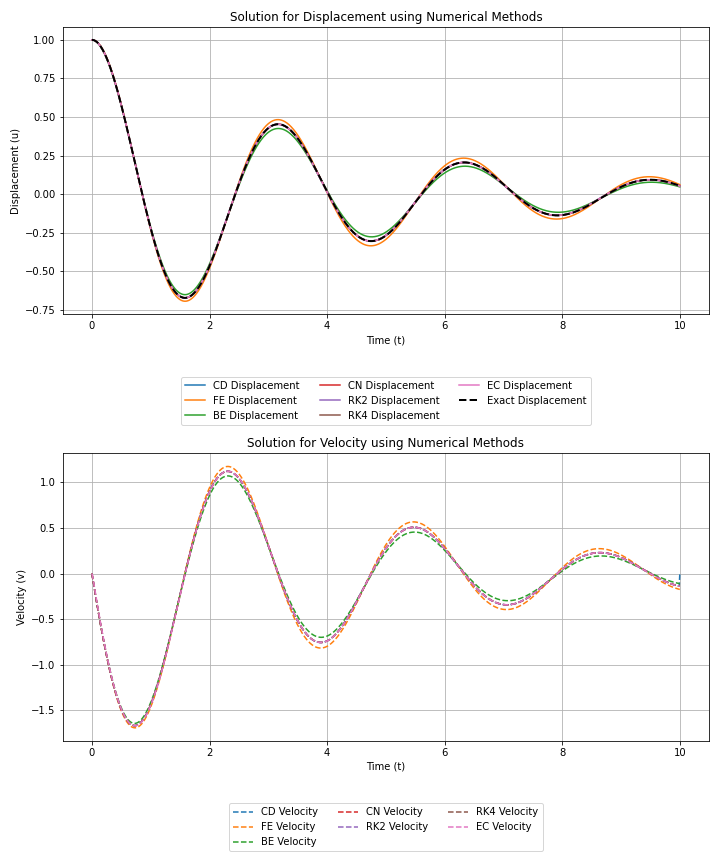 Solution for Displacement using Numerical Methods
1.00
0.75
0.50
0.25
0.00
−0.25
−0.50
−0.75
Displacement (u)
0 2 4 6 8 10
Time (t)
CD Displacement CN Displacement EC Displacement
FE Displacement RK2 Displacement Exact Displacement
BE Displacement RK4 Displacement
Solution for Velocity using Numerical Methods
1.0
0.5
0.0
−0.5
−1.0
−1.5
Velocity (v)
0 2 4 6 8 10
Time (t)
CD Velocity CN Velocity RK4 Velocity
FE Velocity RK2 Velocity EC Velocity
BE Velocity